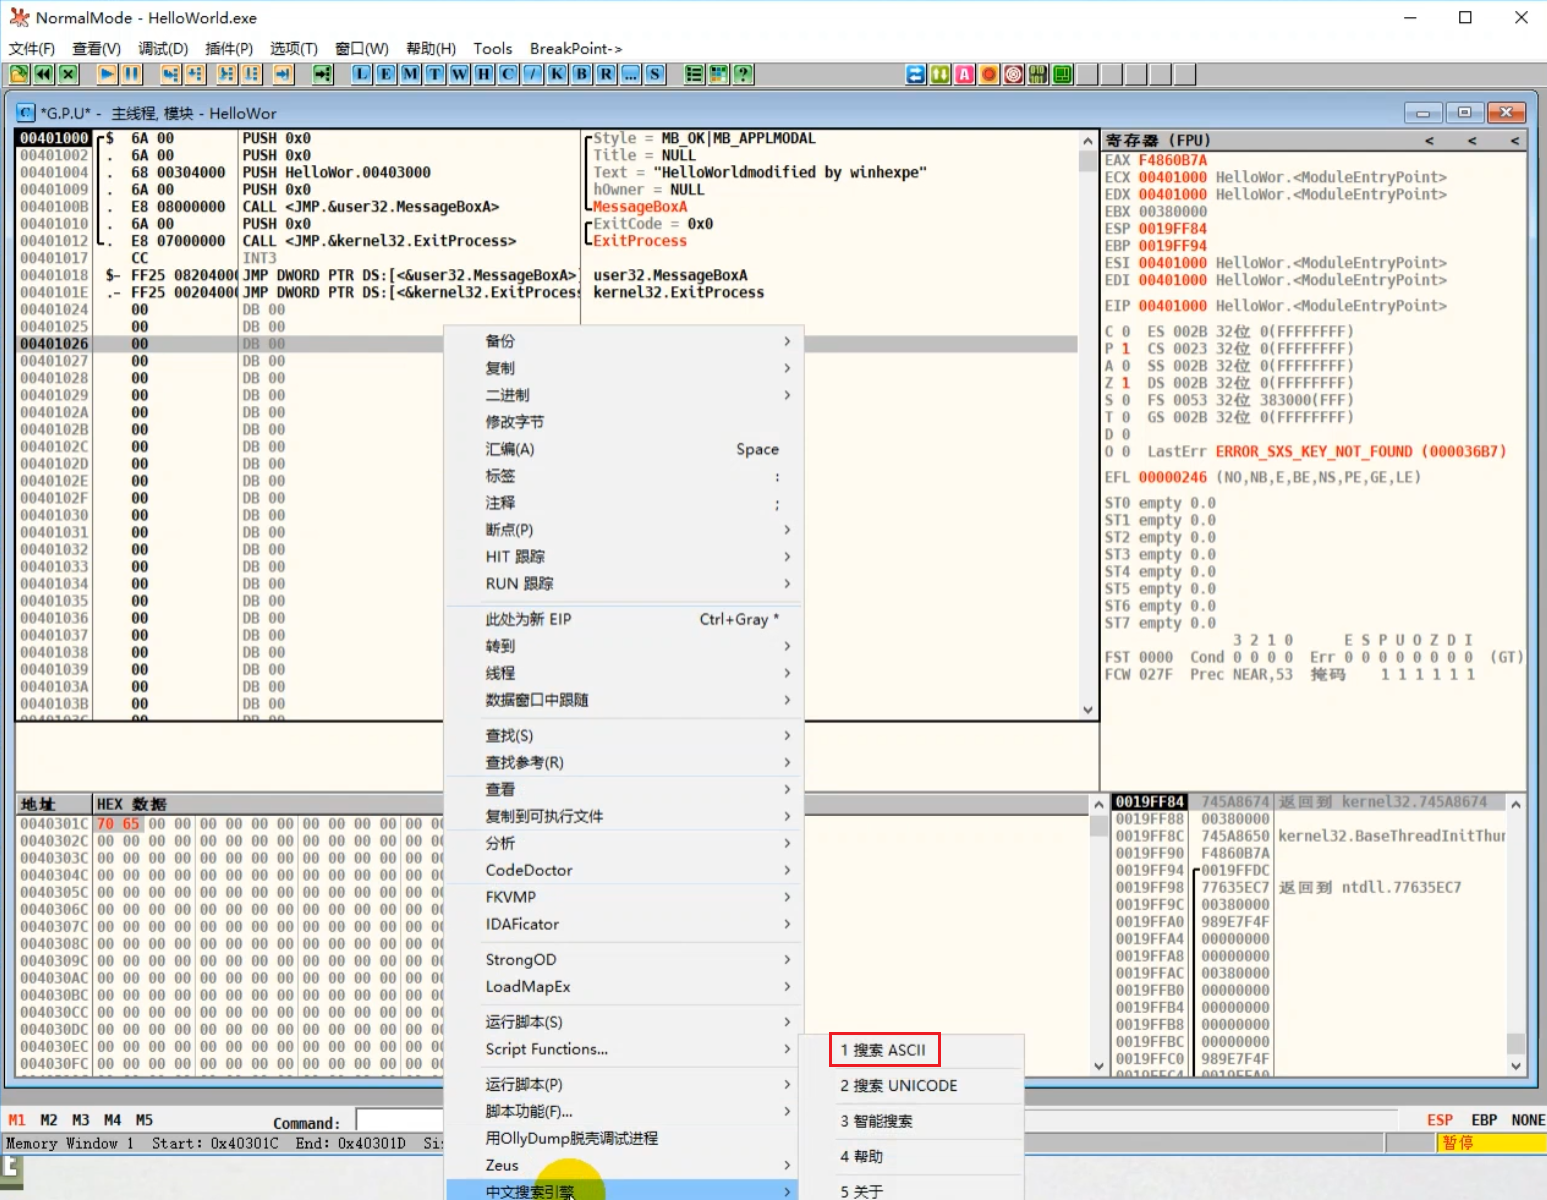 NormalMode - HelloWorld.exe
文件(F) 查看(V) 调试(D) 插件(P) 选项(T) 窗口(W) 帮助(H) Tools BreakPoint->
L E M T W H C / K B R ... S ? A
C *G.P.U* - 主线程, 模块 - HelloWor
00401000 $ 6A 00 PUSH 0x0 Style = MB_OK|MB_APPLMODAL
00401002 . 6A 00 PUSH 0x0 Title = NULL
00401004 . 68 00304000 PUSH HelloWor.00403000 Text = "HelloWorldmodified by winhexpe"
00401009 . 6A 00 PUSH 0x0 hOwner = NULL
0040100B . E8 08000000 CALL <JMP.&user32.MessageBoxA> MessageBoxA
00401010 . 6A 00 PUSH 0x0 ExitCode = 0x0
00401012 . E8 07000000 CALL <JMP.&kernel32.ExitProcess> ExitProcess
00401017 CC INT3
00401018 $- FF25 0820400 JMP DWORD PTR DS:[<&user32.MessageBoxA> user32.MessageBoxA
0040101E .- FF25 0020400 JMP DWORD PTR DS:[<&kernel32.ExitProces kernel32.ExitProcess
00401024 00 DB 00
00401025 00 DB 00
00401026 00 DB 00
00401027 00 DB 00
00401028 00 DB 00
00401029 00 DB 00
0040102A 00 DB 00
0040102B 00 DB 00
0040102C 00 DB 00
0040102D 00 DB 00
0040102E 00 DB 00
0040102F 00 DB 00
00401030 00 DB 00
00401031 00 DB 00
00401032 00 DB 00
00401033 00 DB 00
00401034 00 DB 00
00401035 00 DB 00
00401036 00 DB 00
00401037 00 DB 00
00401038 00 DB 00
00401039 00 DB 00
0040103A 00 DB 00
0040103B 00 DB 00
寄存器 (FPU) < < <
EAX F4860B7A
ECX 00401000 HelloWor.<ModuleEntryPoint>
EDX 00401000 HelloWor.<ModuleEntryPoint>
EBX 00380000
ESP 0019FF84
EBP 0019FF94
ESI 00401000 HelloWor.<ModuleEntryPoint>
EDI 00401000 HelloWor.<ModuleEntryPoint>
EIP 00401000 HelloWor.<ModuleEntryPoint>
C 0 ES 002B 32位 0(FFFFFFFF)
P 1 CS 0023 32位 0(FFFFFFFF)
A 0 SS 002B 32位 0(FFFFFFFF)
Z 1 DS 002B 32位 0(FFFFFFFF)
S 0 FS 0053 32位 383000(FFF)
T 0 GS 002B 32位 0(FFFFFFFF)
D 0
O 0 LastErr ERROR_SXS_KEY_NOT_FOUND (000036B7)
EFL 00000246 (NO,NB,E,BE,NS,PE,GE,LE)
ST0 empty 0.0
ST1 empty 0.0
ST2 empty 0.0
ST3 empty 0.0
ST4 empty 0.0
ST5 empty 0.0
ST6 empty 0.0
ST7 empty 0.0
3 2 1 0 E S P U O Z D I
FST 0000 Cond 0 0 0 0 Err 0 0 0 0 0 0 0 0 (GT)
FCW 027F Prec NEAR,53 掩码 1 1 1 1 1 1
备份
复制
二进制
修改字节
汇编(A) Space
标签 :
注释 ;
断点(P)
HIT 跟踪
RUN 跟踪
此处为新 EIP Ctrl+Gray *
转到
线程
数据窗口中跟随
查找(S)
查找参考(R)
查看
复制到可执行文件
分析
CodeDoctor
FKVMP
IDAFicator
StrongOD
LoadMapEx
运行脚本(S)
Script Functions...
运行脚本(P)
脚本功能(F)...
用OllyDump脱壳调试进程
Zeus
中文搜索引擎
1 搜索 ASCII
2 搜索 UNICODE
3 智能搜索
4 帮助
5 关于
地址 HEX 数据
0040301C 70 65 00 00 00 00 00 00 00 00 00 00 00 00
0040302C 00 00 00 00 00 00 00 00 00 00 00 00 00 00
0040303C 00 00 00 00 00 00 00 00 00 00 00 00 00 00
0040304C 00 00 00 00 00 00 00 00 00 00 00 00 00 00
0040305C 00 00 00 00 00 00 00 00 00 00 00 00 00 00
0040306C 00 00 00 00 00 00 00 00 00 00 00 00 00 00
0040307C 00 00 00 00 00 00 00 00 00 00 00 00 00 00
0040308C 00 00 00 00 00 00 00 00 00 00 00 00 00 00
0040309C 00 00 00 00 00 00 00 00 00 00 00 00 00 00
004030AC 00 00 00 00 00 00 00 00 00 00 00 00 00 00
004030BC 00 00 00 00 00 00 00 00 00 00 00 00 00 00
004030CC 00 00 00 00 00 00 00 00 00 00 00 00 00 00
004030DC 00 00 00 00 00 00 00 00 00 00 00 00 00 00
004030EC 00 00 00 00 00 00 00 00 00 00 00 00 00 00
004030FC 00 00 00 00 00 00 00 00 00 00 00 00 00 00
0019FF84 745A8674 返回到 kernel32.745A8674
0019FF88 00380000
0019FF8C 745A8650 kernel32.BaseThreadInitThu
0019FF90 F4860B7A
0019FF94 0019FFDC
0019FF98 77635EC7 返回到 ntdll.77635EC7
0019FF9C 00380000
0019FFA0 989E7F4F
0019FFA4 00000000
0019FFA8 00000000
0019FFAC 00380000
0019FFB0 00000000
0019FFB4 00000000
0019FFB8 00000000
0019FFBC 00000000
0019FFC0 989E7F4F
0019FFC4 0019FFA0
M1 M2 M3 M4 M5 Command: ESP EBP NONE
Memory Window 1 Start: 0x40301C End: 0x40301D Si 暂停